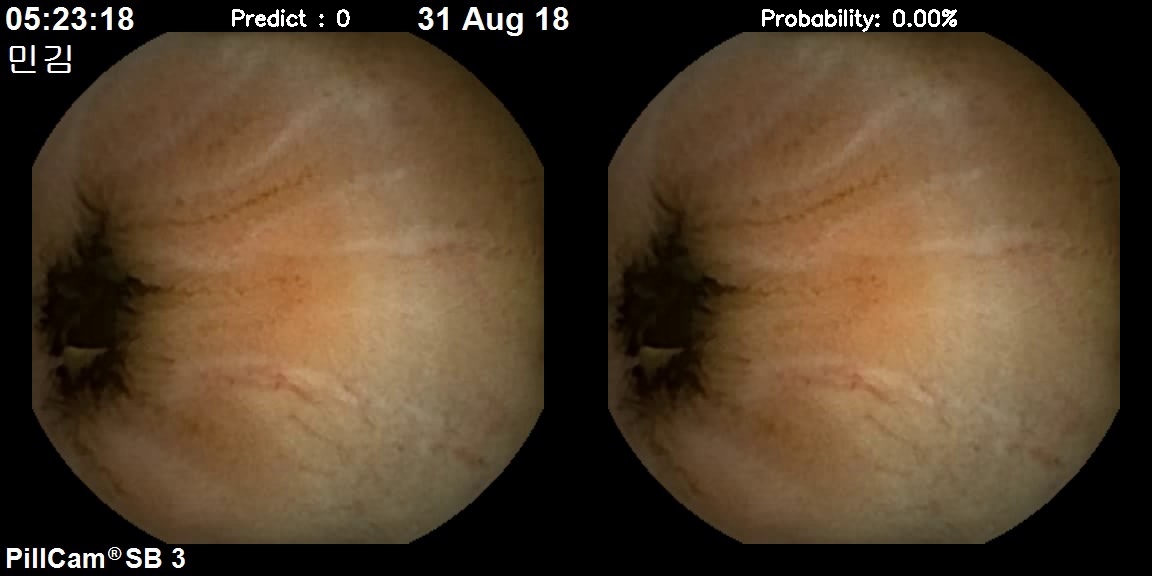 05:23:18 Predict : 0 31 Aug 18 Probability: 0.00%
민김
PillCam® SB 3